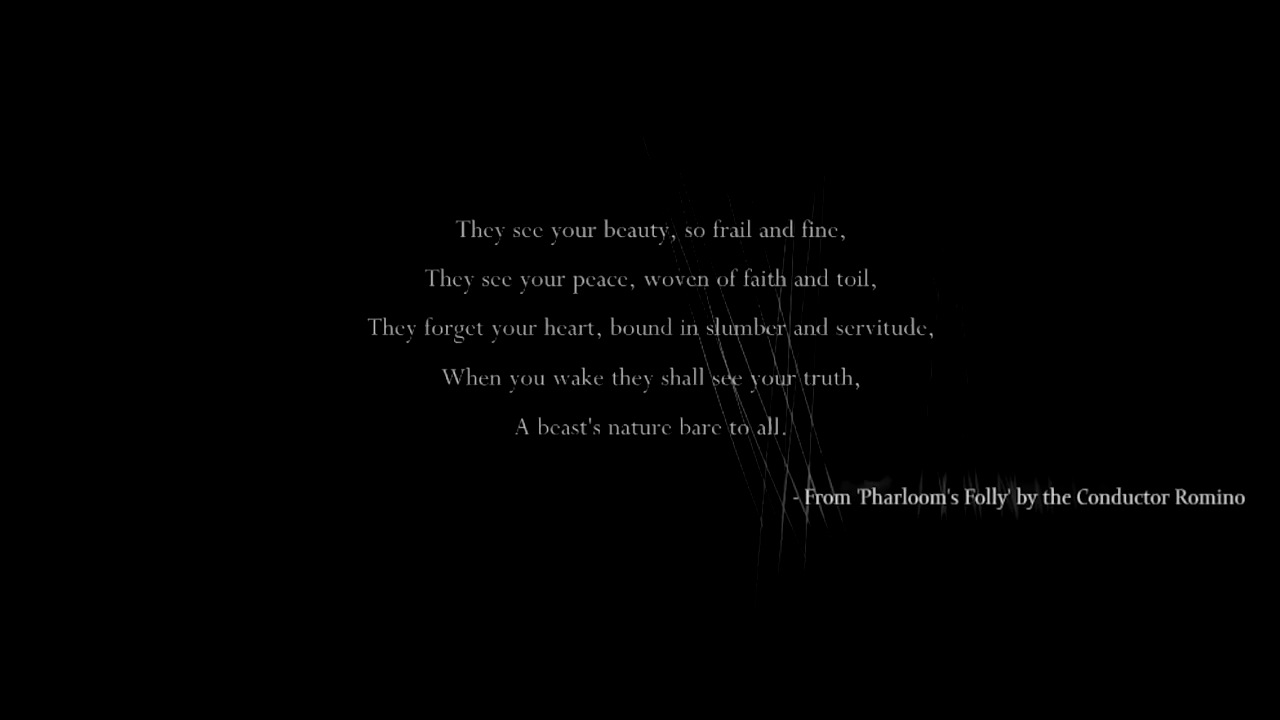 They see your beauty, so frail and fine,
They see your peace, woven of faith and toil,
They forget your heart, bound in slumber and servitude,
When you wake they shall see your truth,
A beast's nature bare to all.
- From 'Pharloom's Folly' by the Conductor Romino